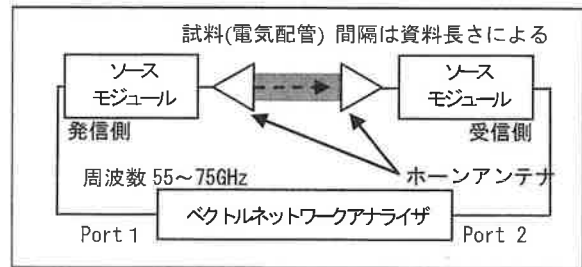 試料(電気配管) 間隔は資料長さによる
ソース
モジュール
ソース
モジュール
発信側
受信側
周波数 55～75GHz
ホーンアンテナ
ベクトルネットワークアナライザ
Port 1
Port 2